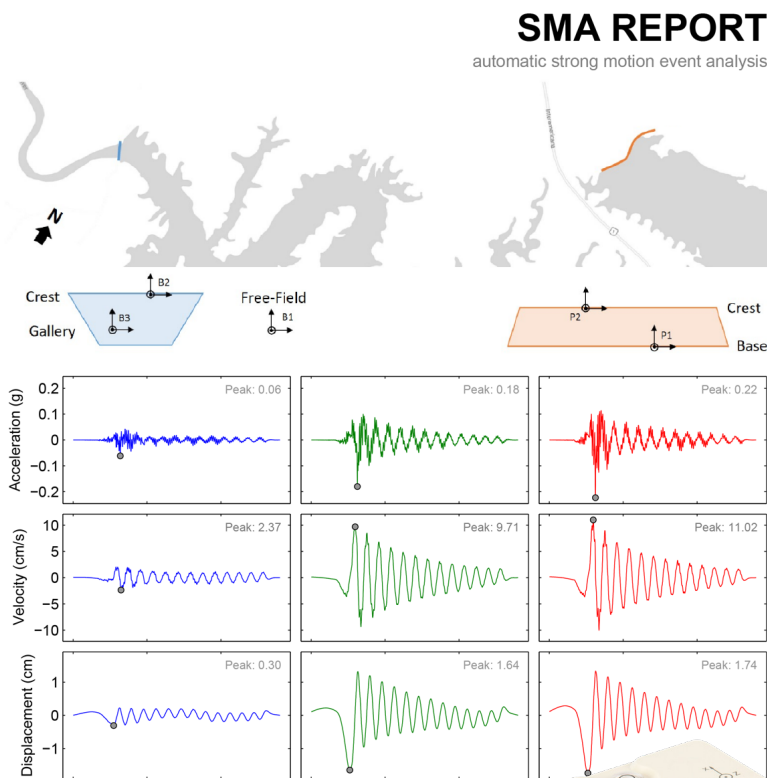 SMA REPORT
automatic strong motion event analysis
Interamericana
N
1
B2
Crest
Free-Field
Crest
B3
B1
P2
Gallery
P1
Base
Acceleration (g)
0.2
0.1
0
−0.1
−0.2
Peak: 0.06
Peak: 0.18
Peak: 0.22
Velocity (cm/s)
10
5
0
−5
−10
Peak: 2.37
Peak: 9.71
Peak: 11.02
Displacement (cm)
1
0
−1
Peak: 0.30
Peak: 1.64
Peak: 1.74
Z